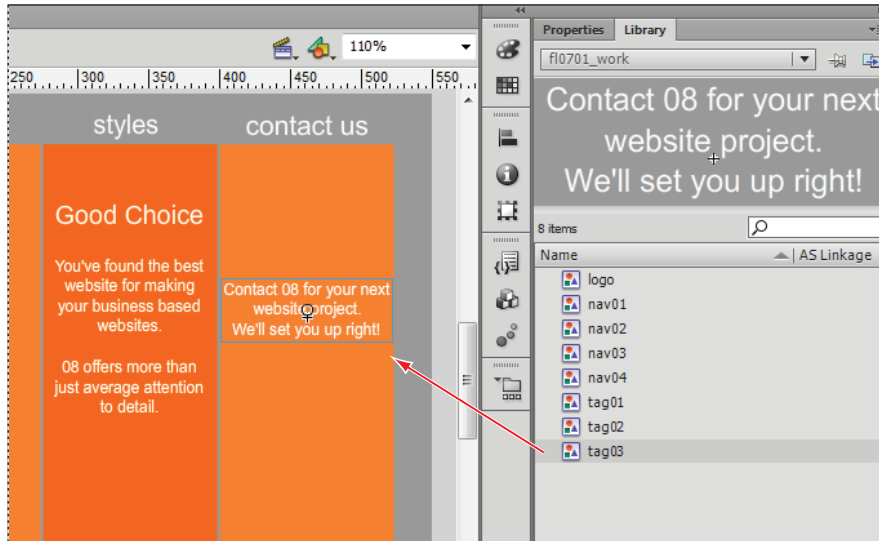 110%
250 300 350 400 450 500 550
styles
contact us
Good Choice
You've found the best
website for making
your business based
websites.
08 offers more than
just average attention
to detail.
Contact 08 for your next
website project.
We'll set you up right!
Properties Library
fl0701_work
Contact 08 for your next
website project.
We'll set you up right!
8 items
Name AS Linkage
logo
nav01
nav02
nav03
nav04
tag01
tag02
tag03